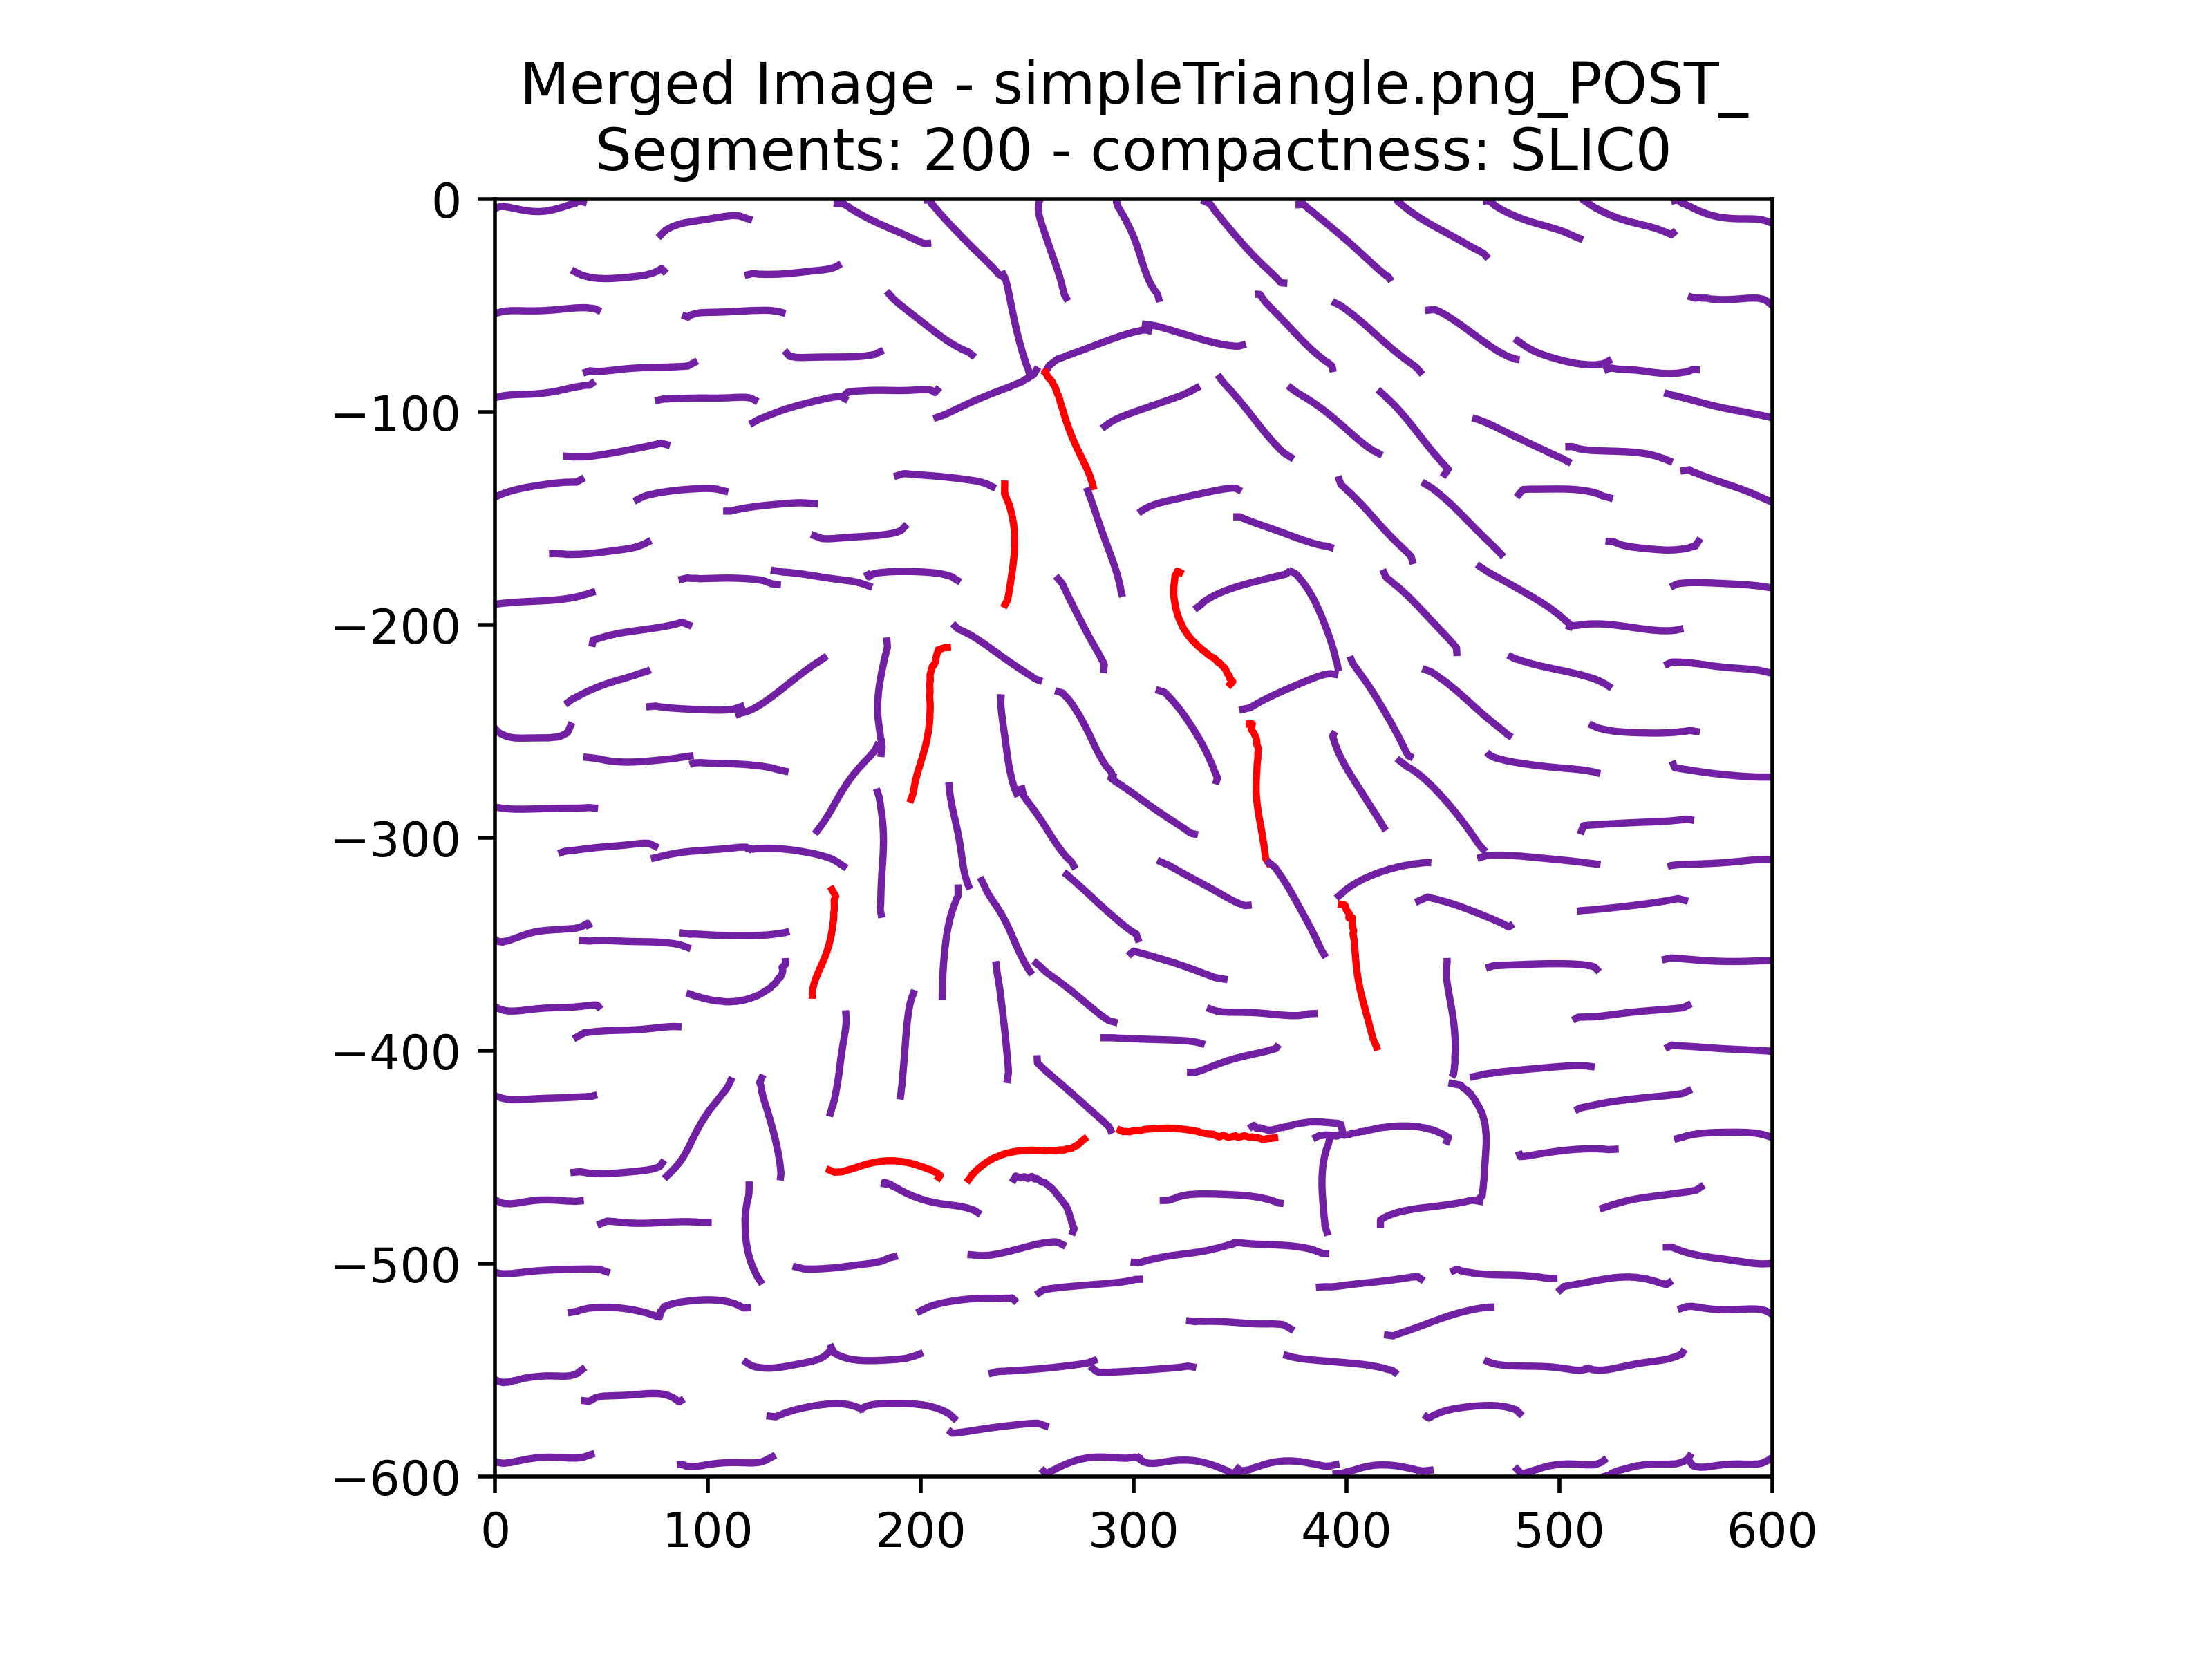 Merged Image - simpleTriangle.png_POST_
Segments: 200 - compactness: SLIC0
0
−100
−200
−300
−400
−500
−600
0 100 200 300 400 500 600